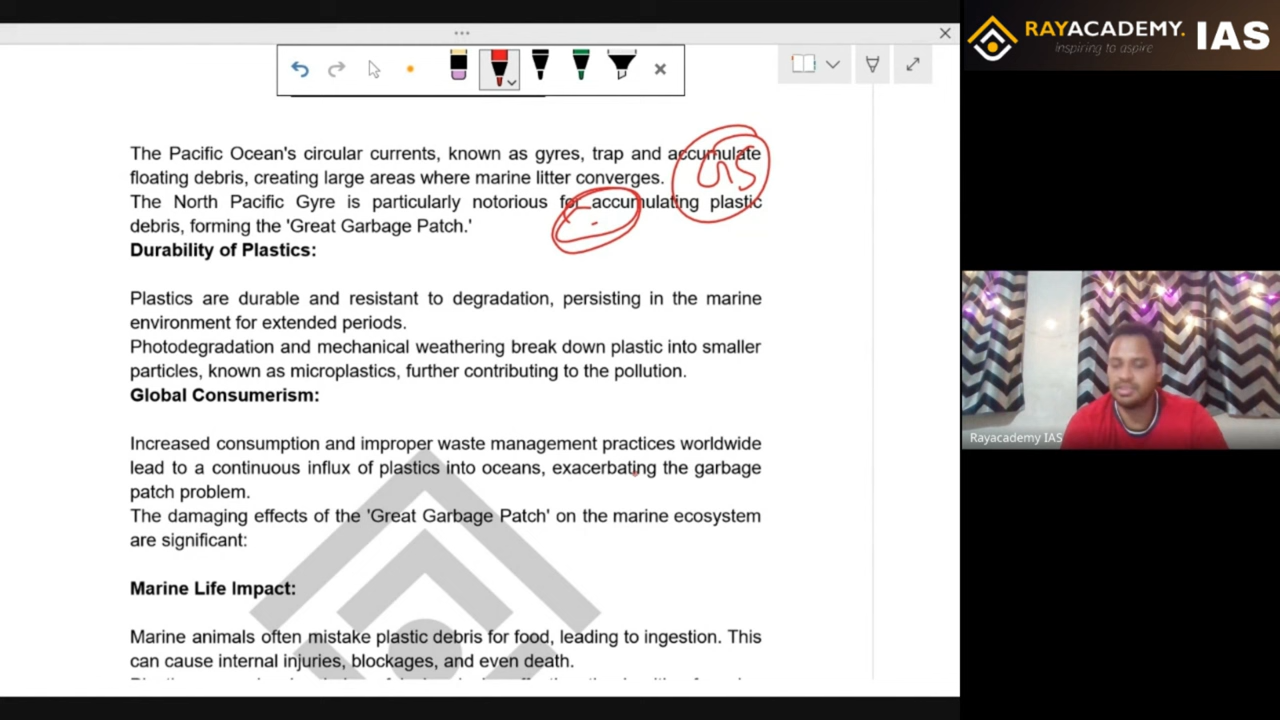 RAYACADEMY. IAS
inspiring to aspire
The Pacific Ocean's circular currents, known as gyres, trap and accumulate
floating debris, creating large areas where marine litter converges.
The North Pacific Gyre is particularly notorious for accumulating plastic
debris, forming the 'Great Garbage Patch.'
Durability of Plastics:
Plastics are durable and resistant to degradation, persisting in the marine
environment for extended periods.
Photodegradation and mechanical weathering break down plastic into smaller
particles, known as microplastics, further contributing to the pollution.
Global Consumerism:
Increased consumption and improper waste management practices worldwide
lead to a continuous influx of plastics into oceans, exacerbating the garbage
patch problem.
The damaging effects of the 'Great Garbage Patch' on the marine ecosystem
are significant:
Marine Life Impact:
Marine animals often mistake plastic debris for food, leading to ingestion. This
can cause internal injuries, blockages, and even death.
Rayacademy IAS